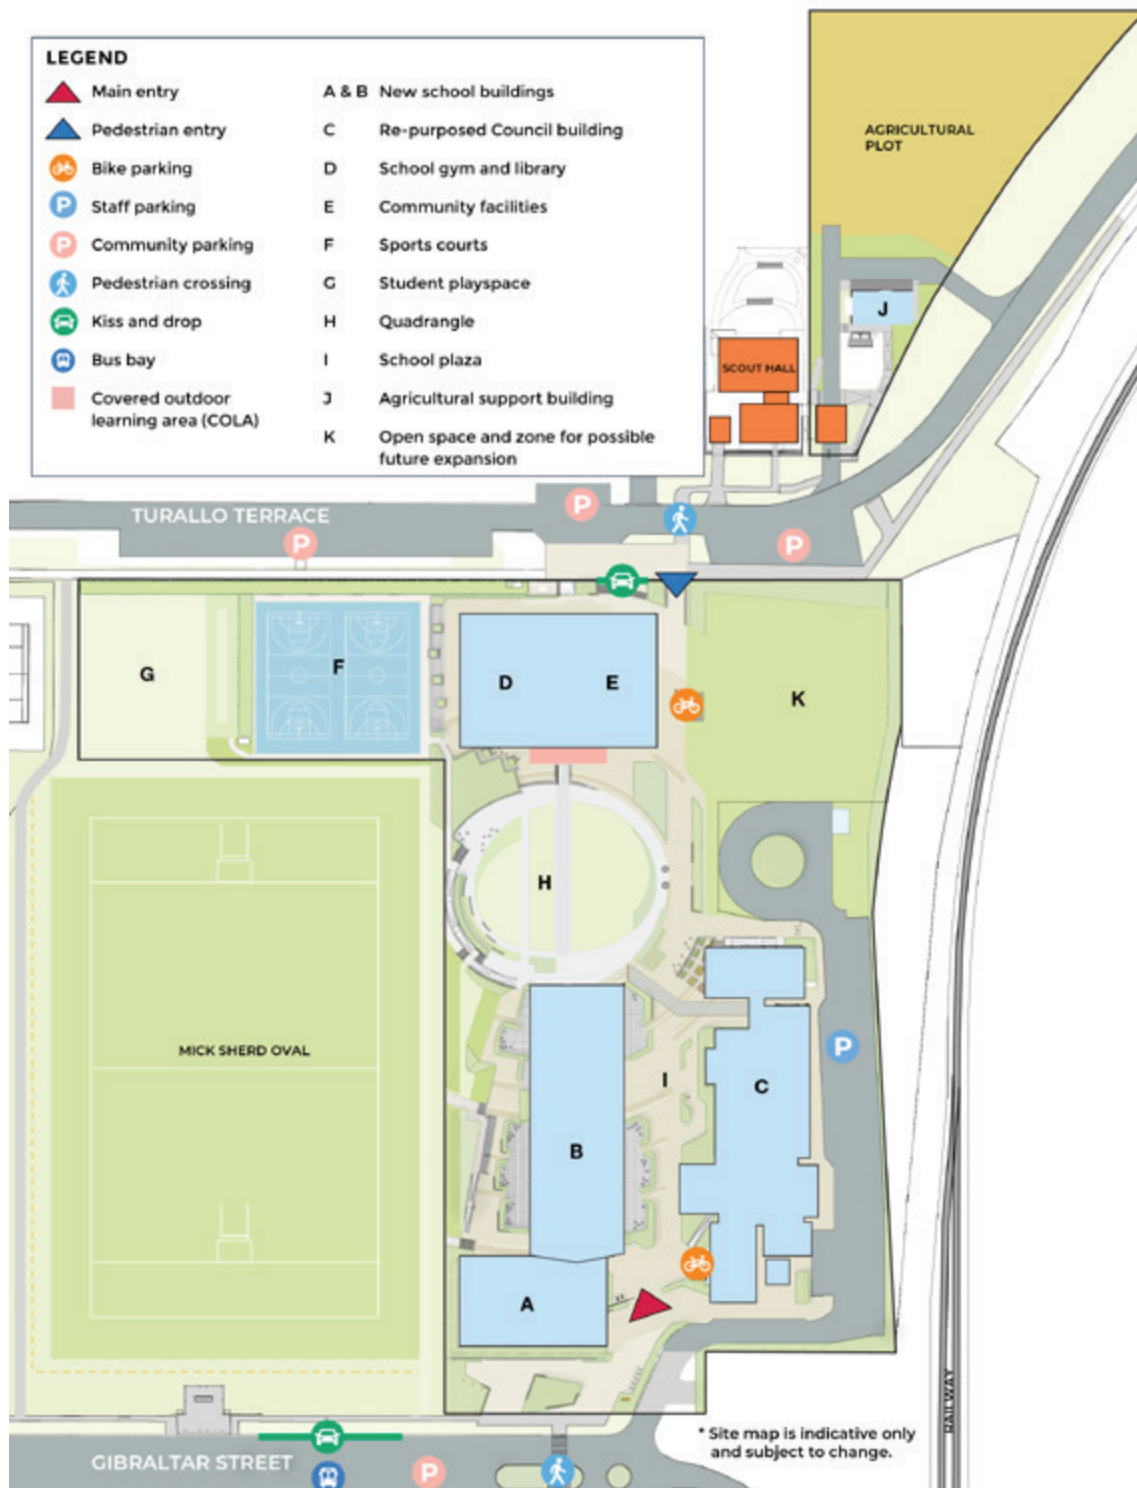 LEGEND
Main entry
Pedestrian entry
Bike parking
P Staff parking
P Community parking
Pedestrian crossing
Kiss and drop
Bus bay
Covered outdoor
learning area (COLA)
A & B New school buildings
C Re-purposed Council building
D School gym and library
E Community facilities
F Sports courts
G Student playspace
H Quadrangle
I School plaza
J Agricultural support building
K Open space and zone for possible
future expansion
AGRICULTURAL
PLOT
J
SCOUT HALL
P
TURALLO TERRACE
P
P
G
F
D
E
K
H
MICK SHERD OVAL
P
I
C
B
A
RAILWAY
* Site map is indicative only
and subject to change.
GIBRALTAR STREET
P